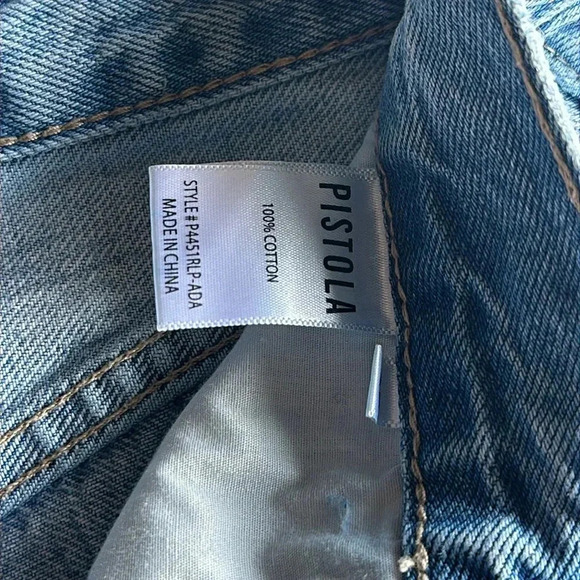 PISTOLA
100% COTTON
STYLE#P4451RLP-ADA
MADE IN CHINA